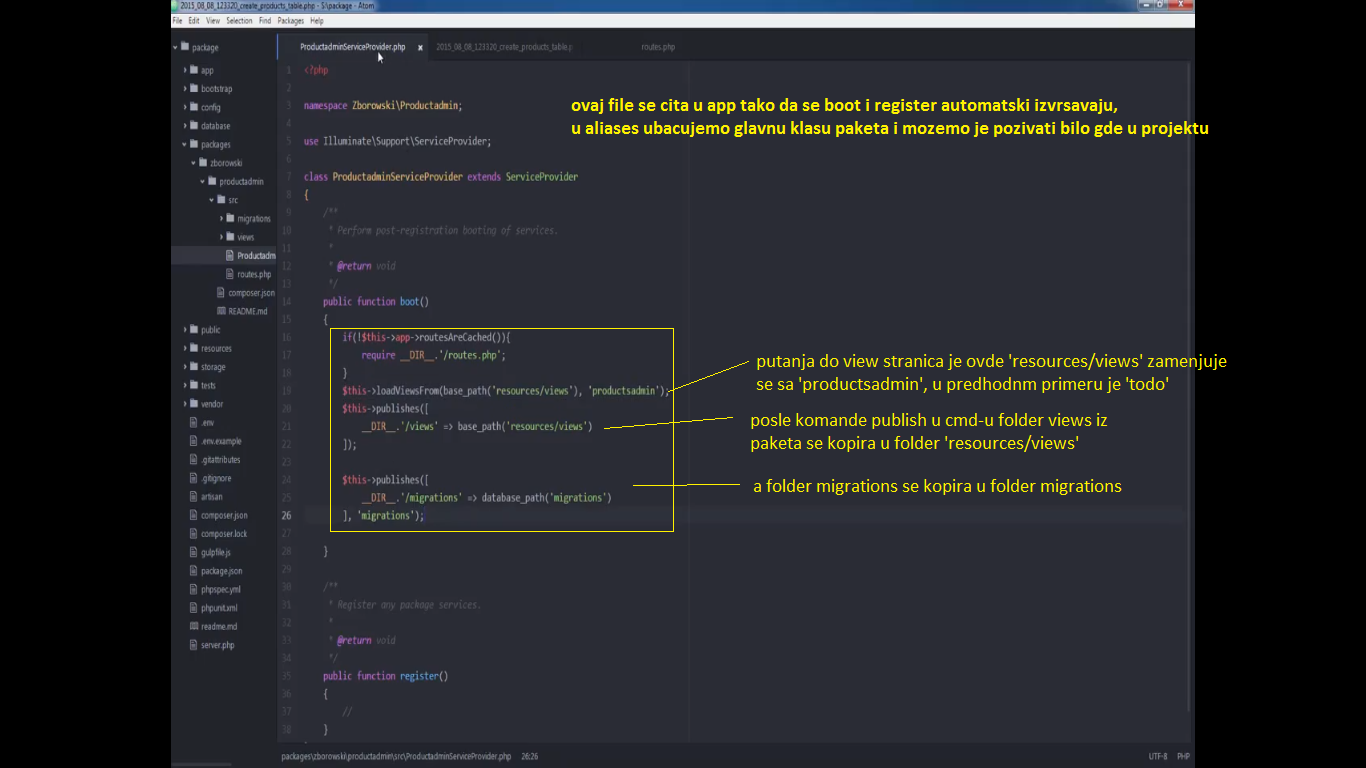 2015_08_08_123320_create_products_table.php - S\package - Atom
File Edit View Selection Find Packages Help
package
app
bootstrap
config
database
packages
zborowski
productadmin
src
migrations
views
Productadm
routes.php
composer.json
README.md
public
resources
storage
tests
vendor
.env
.env.example
.gitattributes
.gitignore
artisan
composer.json
composer.lock
gulpfile.js
package.json
phpspec.yml
phpunit.xml
readme.md
server.php
ProductadminServiceProvider.php x 2015_08_08_123320_create_products_table.p routes.php
1 <?php
2
3 namespace Zborowski\Productadmin;
4
5 use Illuminate\Support\ServiceProvider;
6
7 class ProductadminServiceProvider extends ServiceProvider
8 {
9 /**
10 * Perform post-registration booting of services.
11 *
12 * @return void
13 */
14 public function boot()
15 {
16 if(!$this->app->routesAreCached()){
17 require __DIR__.'/routes.php';
18 }
19 $this->loadViewsFrom(base_path('resources/views'), 'productsadmin');
20 $this->publishes([
21 __DIR__.'/views' => base_path('resources/views')
22 ]);
23
24 $this->publishes([
25 __DIR__.'/migrations' => database_path('migrations')
26 ], 'migrations');
27
28 }
29
30 /**
31 * Register any package services.
32 *
33 * @return void
34 */
35 public function register()
36 {
37 //
38 }
ovaj file se cita u app tako da se boot i register automatski izvrsavaju,
u aliases ubacujemo glavnu klasu paketa i mozemo je pozivati bilo gde u projektu
putanja do view stranica je ovde 'resources/views' zamenjuje
se sa 'productsadmin', u predhodnm primeru je 'todo'
posle komande publish u cmd-u folder views iz
paketa se kopira u folder 'resources/views'
a folder migrations se kopira u folder migrations
packages\zborowski\productadmin\src\ProductadminServiceProvider.php 26:26 UTF-8 PHP